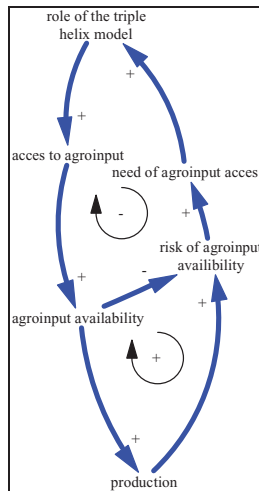 role of the triple
helix model
+
+
acces to agroinput
need of agroinput acces
-
+
risk of agroinput
availibility
-
+
+
agroinput availability
+
+
production